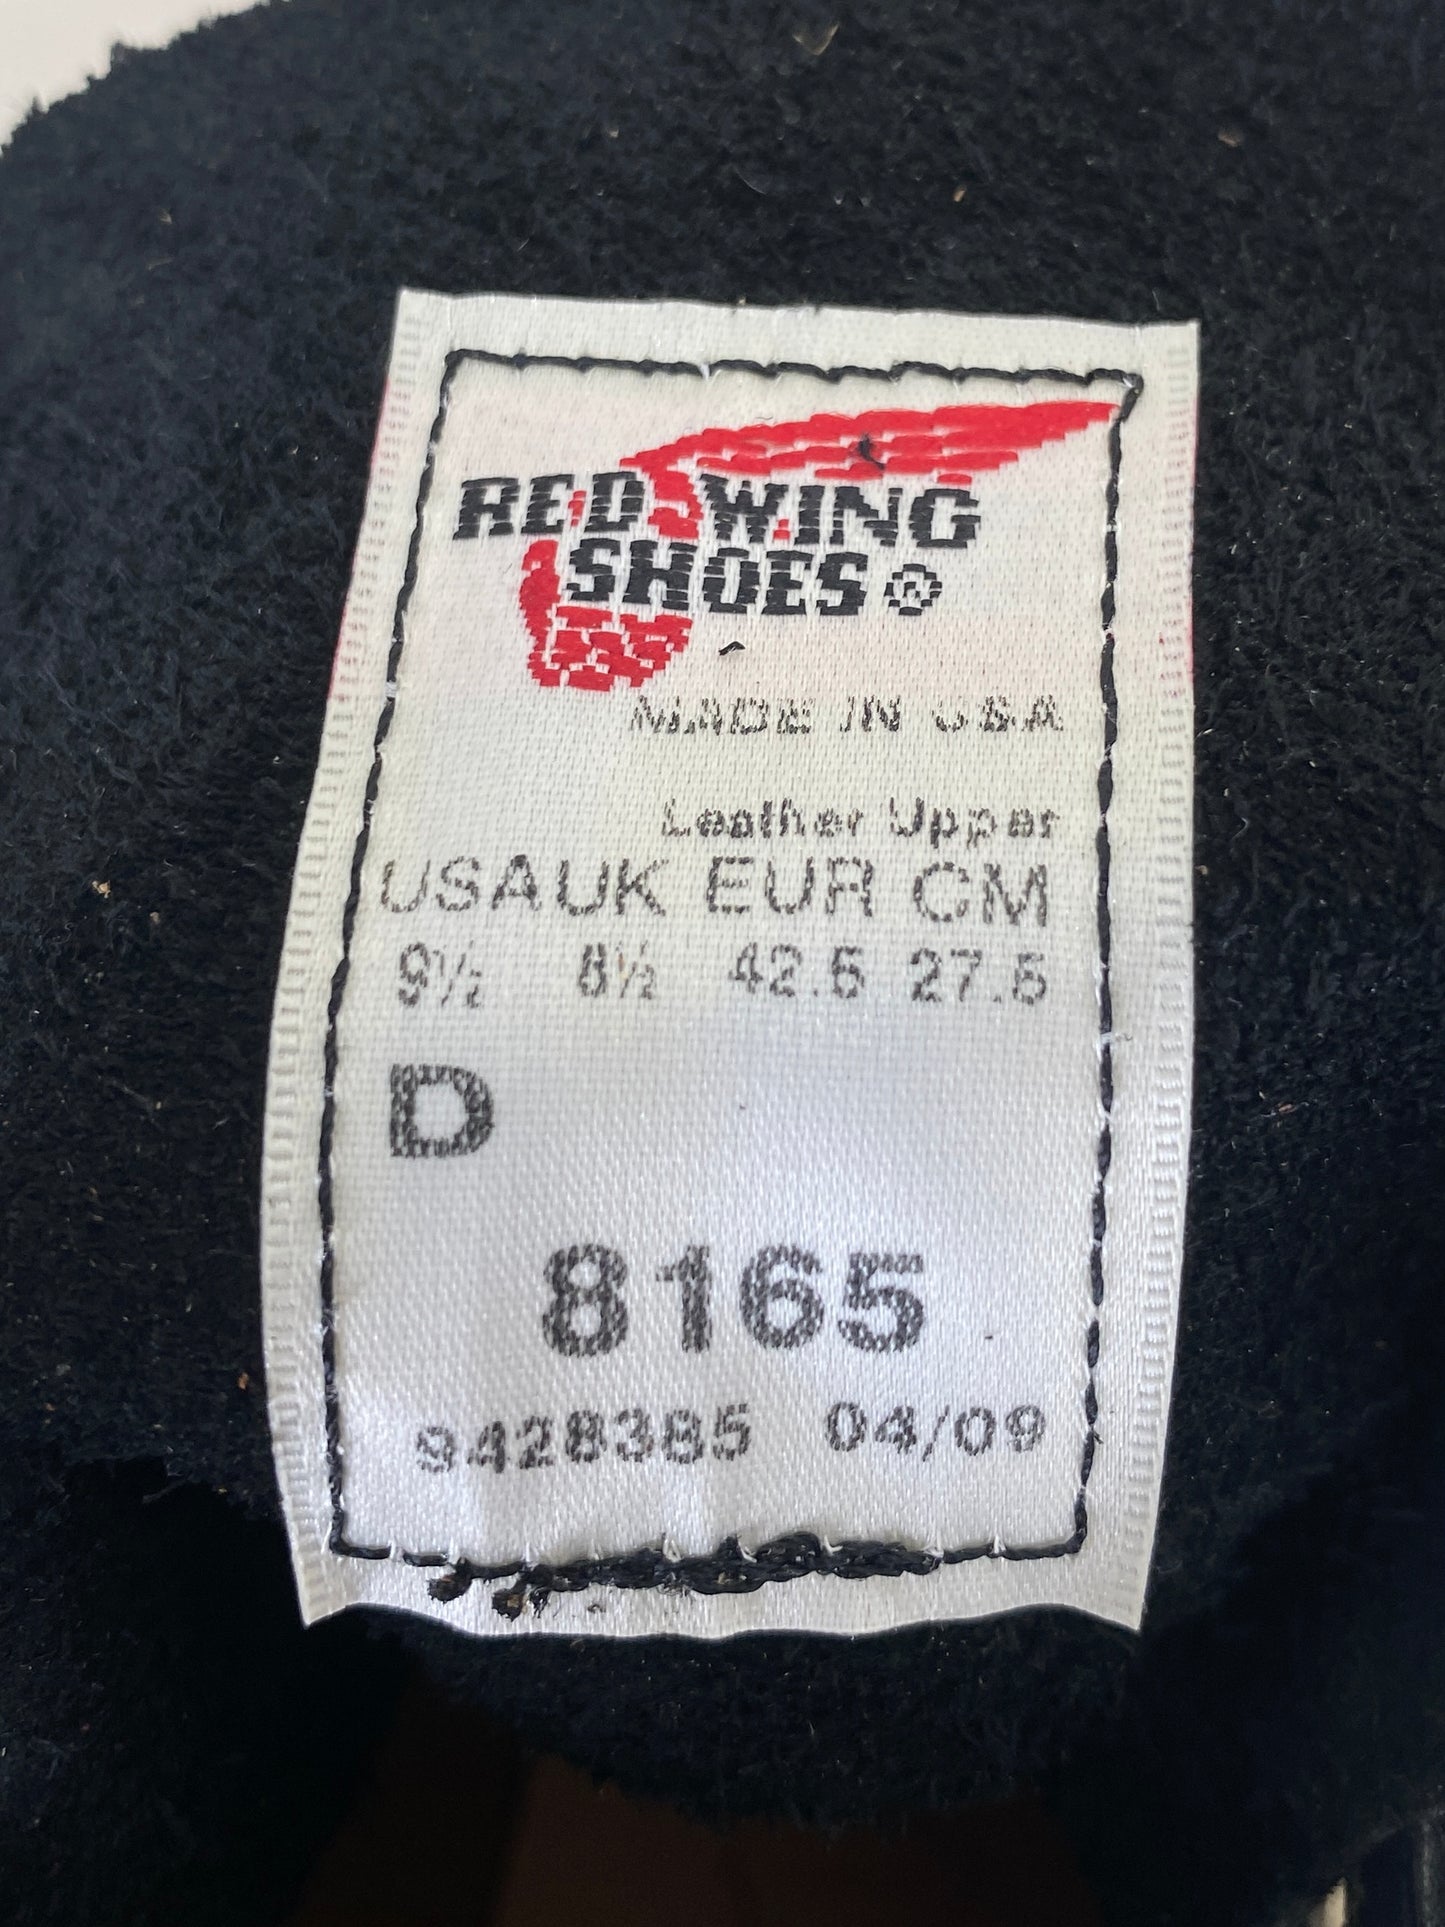 RED WING
SHOES®
MADE IN USA
Leather Upper
USA UK EUR CM
9½ 8½ 42.5 27.5
D
8165
9428385 04/09